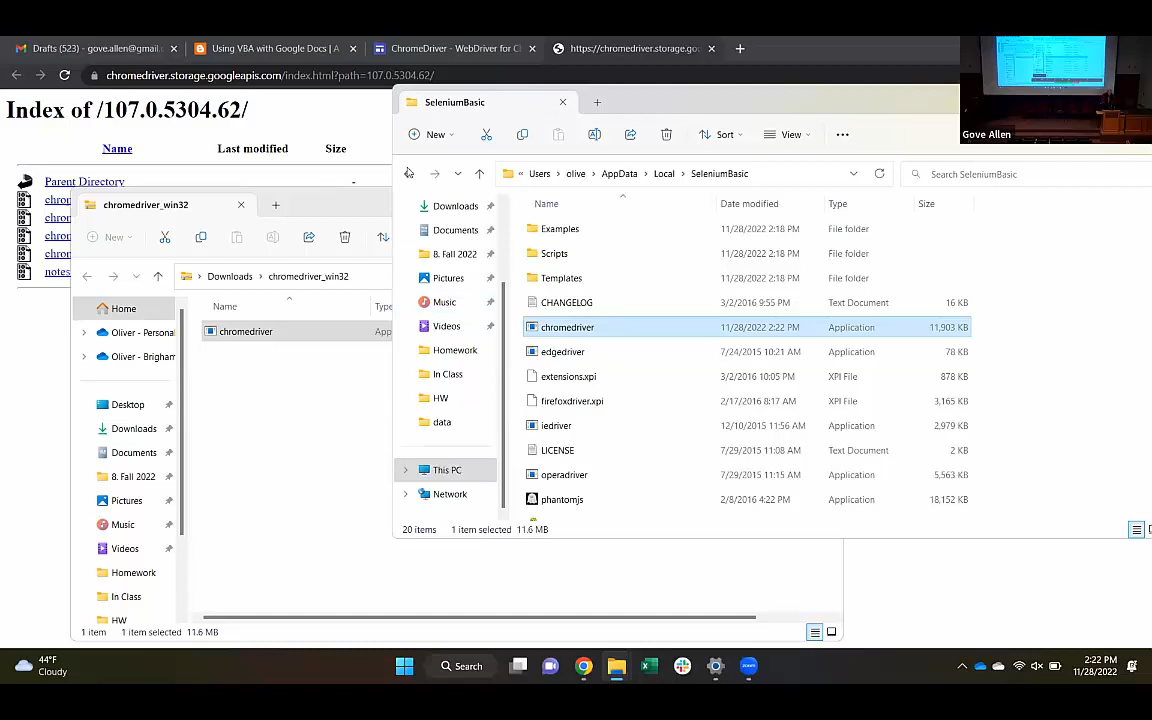 Drafts (523) - gove.allen@gmail.
Using VBA with Google Docs | A
ChromeDriver - WebDriver for C
https://chromedriver.storage.goo
chromedriver.storage.googleapis.com/index.html?path=107.0.5304.62/
Gove Allen
Index of /107.0.5304.62/
Name Last modified Size
Parent Directory -
chror
chror
chror
chror
notes
SeleniumBasic
New
Sort
View
Users
olive
AppData
Local
SeleniumBasic
Search SeleniumBasic
Downloads
Documents
8. Fall 2022
Pictures
Music
Videos
Homework
In Class
HW
data
This PC
Network
Name Date modified Type Size
Examples 11/28/2022 2:18 PM File folder
Scripts 11/28/2022 2:18 PM File folder
Templates 11/28/2022 2:18 PM File folder
CHANGELOG 3/2/2016 9:55 PM Text Document 16 KB
chromedriver 11/28/2022 2:22 PM Application 11,903 KB
edgedriver 7/24/2015 10:21 AM Application 78 KB
extensions.xpi 3/2/2016 10:05 PM XPI File 878 KB
firefoxdriver.xpi 2/17/2016 8:17 AM XPI File 3,165 KB
iedriver 12/10/2015 11:56 AM Application 2,979 KB
LICENSE 7/29/2015 11:08 AM Text Document 2 KB
operadriver 7/29/2015 11:15 AM Application 5,563 KB
phantomjs 2/8/2016 4:22 PM Application 18,152 KB
20 items 1 item selected 11.6 MB
chromedriver_win32
New
Downloads
chromedriver_win32
Home
Oliver - Persona
Oliver - Brigham
Desktop
Downloads
Documents
8. Fall 2022
Pictures
Music
Videos
Homework
In Class
HW
Name Type
chromedriver App
1 item 1 item selected 11.6 MB
44°F
Cloudy
Search
zoom
2:22 PM
11/28/2022